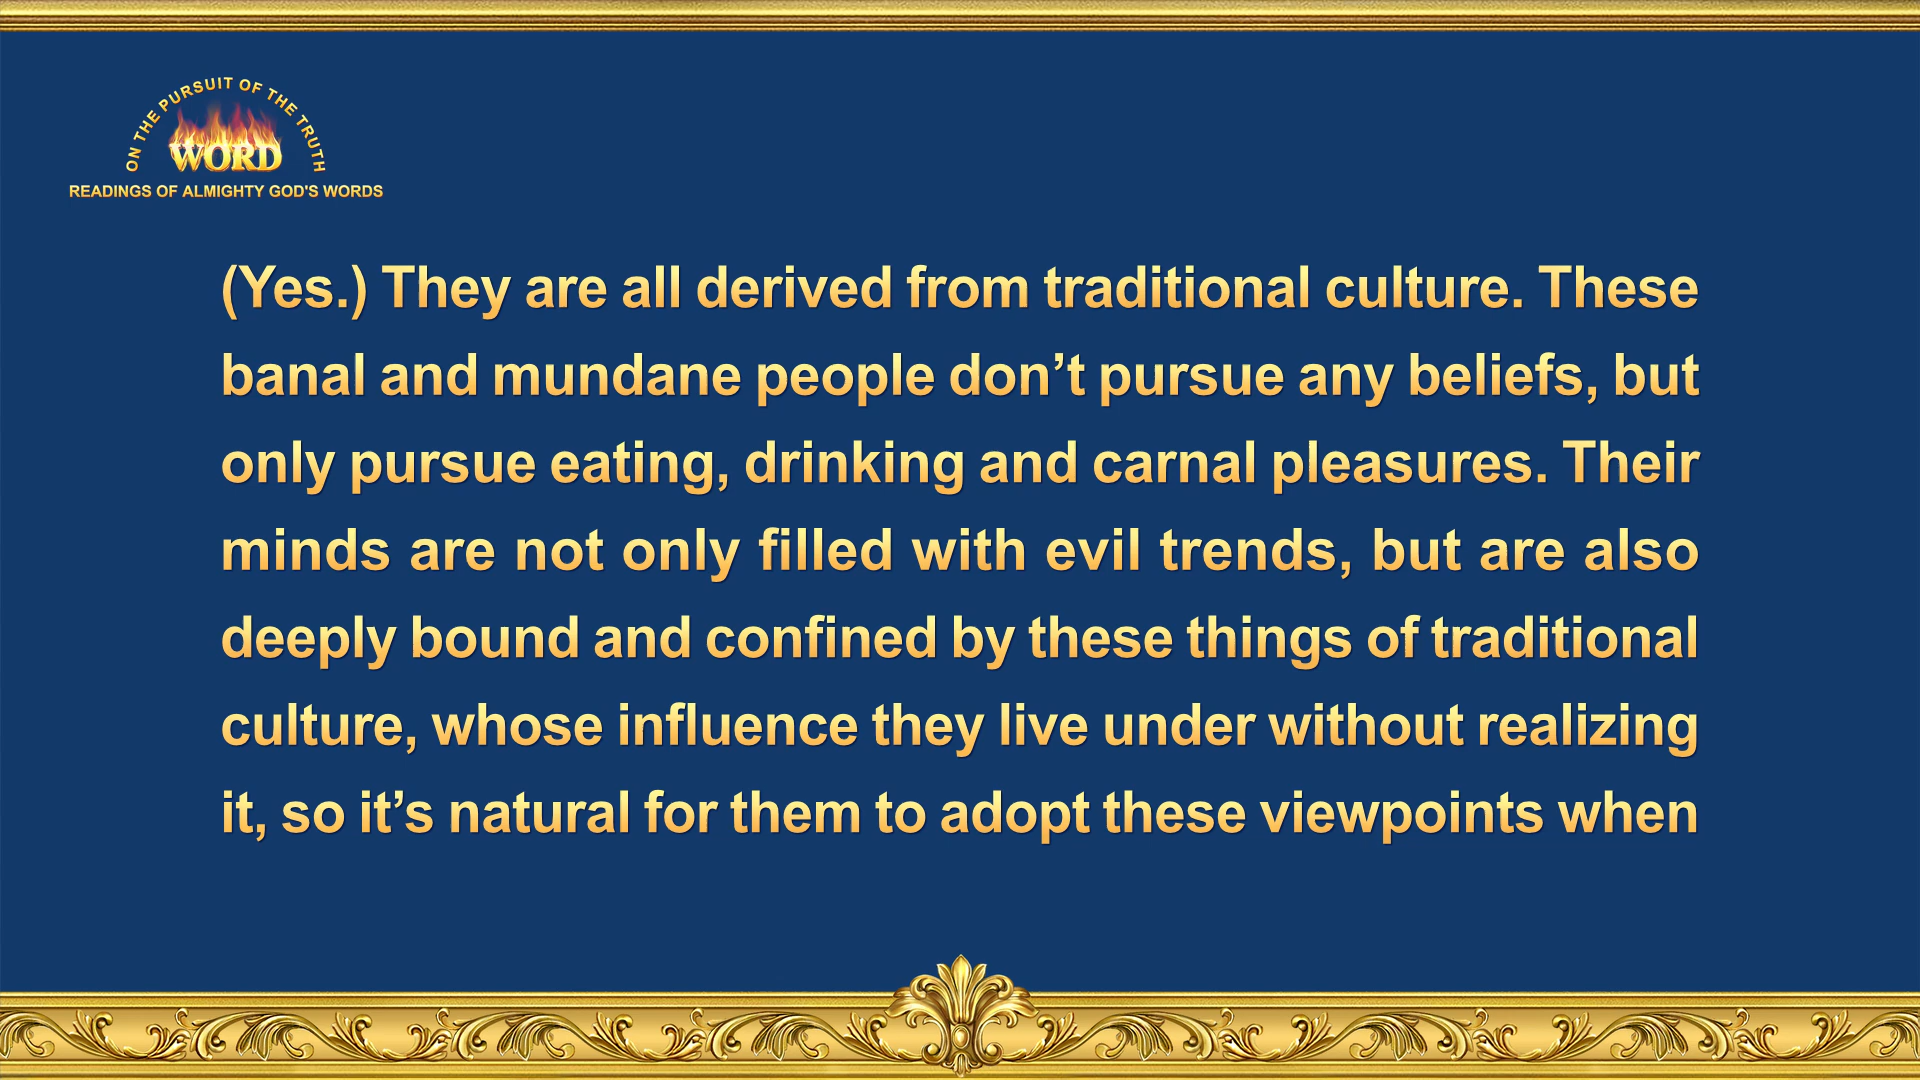 ON THE PURSUIT OF THE TRUTH
WORD
READINGS OF ALMIGHTY GOD'S WORDS
(Yes.) They are all derived from traditional culture. These
banal and mundane people don’t pursue any beliefs, but
only pursue eating, drinking and carnal pleasures. Their
minds are not only filled with evil trends, but are also
deeply bound and confined by these things of traditional
culture, whose influence they live under without realizing
it, so it’s natural for them to adopt these viewpoints when